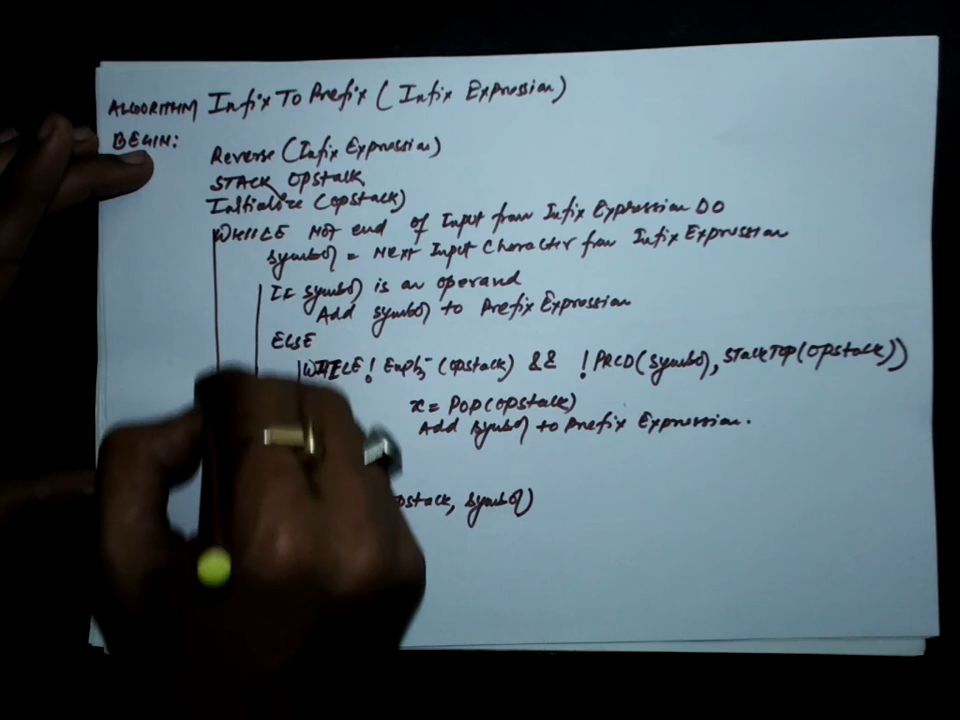 ALGORITHM Infix To Prefix ( Infix Expression)
BEGIN:
Reverse (Infix Expression)
STACK OPstack
Initialize (opstack)
WHILE Not end of Input from Infix Expression DO
symbol = Next Input Character from Infix Expression
IF symbol is an operand
Add symbol to Prefix Expression
ELSE
WHILE ! Empty (opstack) && ! PRCD (symbol, StackTop (Opstack))
x = POP (opstack)
Add symbol to Prefix Expression.
pstack, symbol)